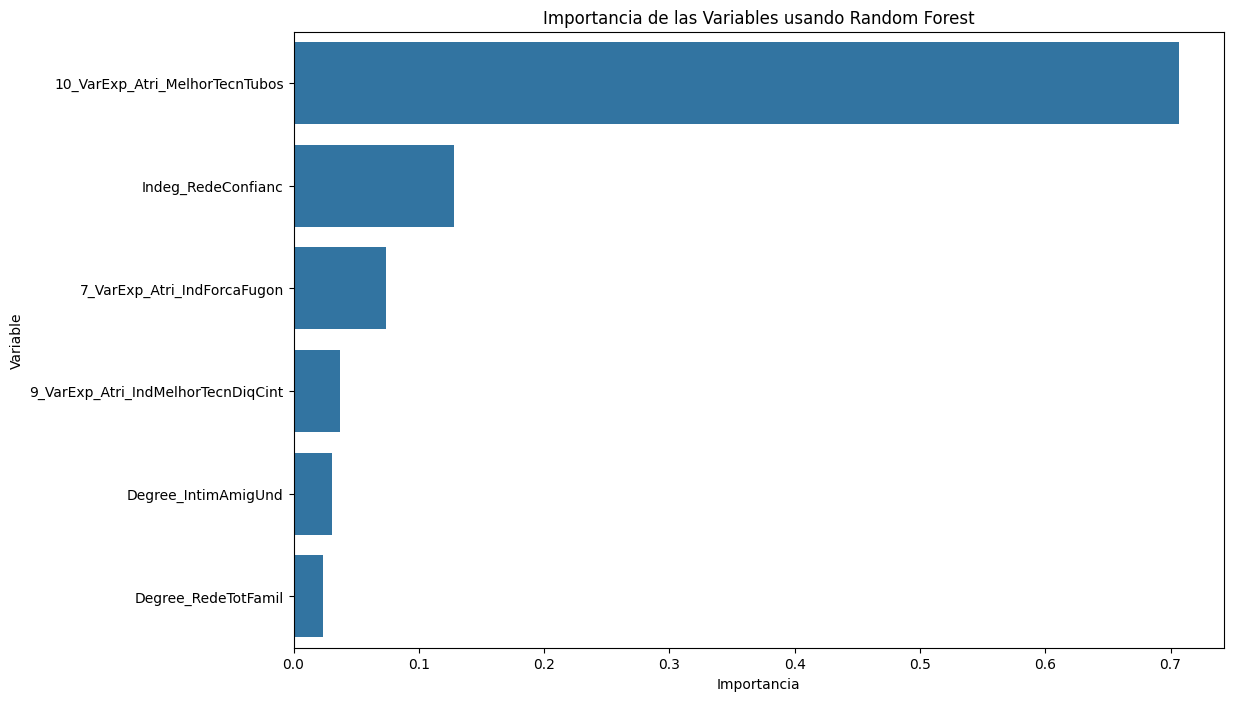 Importancia de las Variables usando Random Forest
10_VarExp_Atri_MelhorTecnTubos
Indeg_RedeConfianc
7_VarExp_Atri_IndForcaFugon
9_VarExp_Atri_IndMelhorTecnDiqCint
Degree_IntimAmigUnd
Degree_RedeTotFamil
Variable
0.0 0.1 0.2 0.3 0.4 0.5 0.6 0.7
Importancia